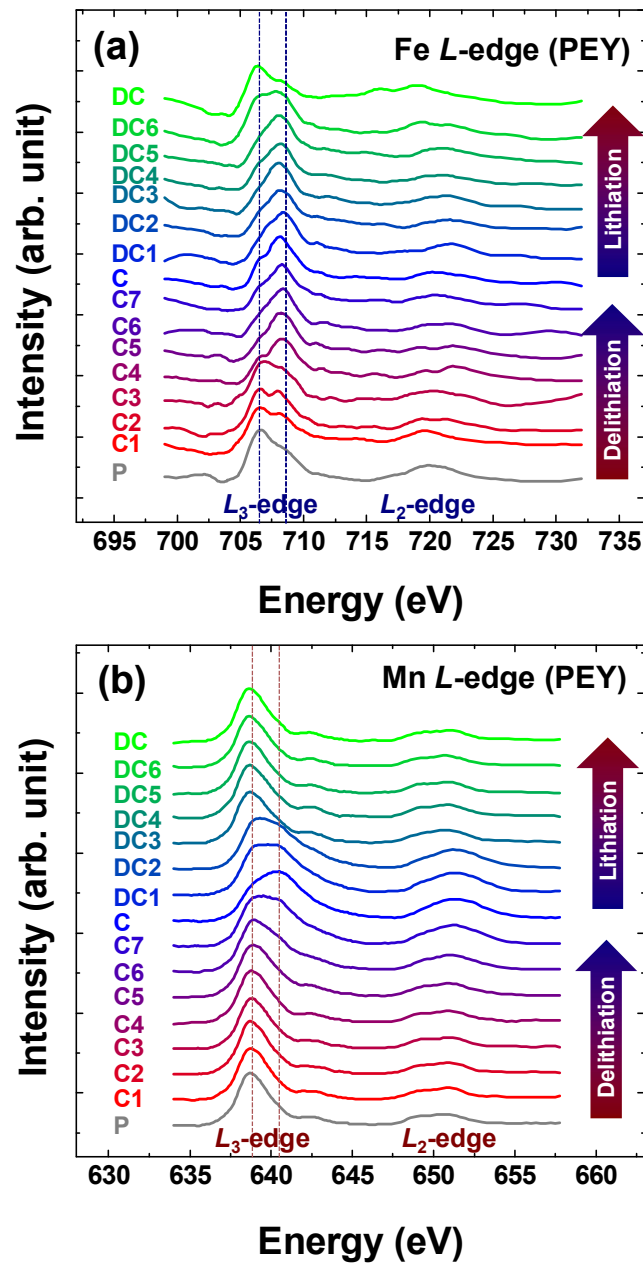 (a)
Fe L-edge (PEY)
Intensity (arb. unit)
DC
DC6
DC5
DC4
DC3
DC2
DC1
C
C7
C6
C5
C4
C3
C2
C1
P
Lithiation
Delithiation
L3-edge
L2-edge
695 700 705 710 715 720 725 730 735
Energy (eV)
(b)
Mn L-edge (PEY)
Intensity (arb. unit)
DC
DC6
DC5
DC4
DC3
DC2
DC1
C
C7
C6
C5
C4
C3
C2
C1
P
Lithiation
Delithiation
L3-edge
L2-edge
630 635 640 645 650 655 660
Energy (eV)